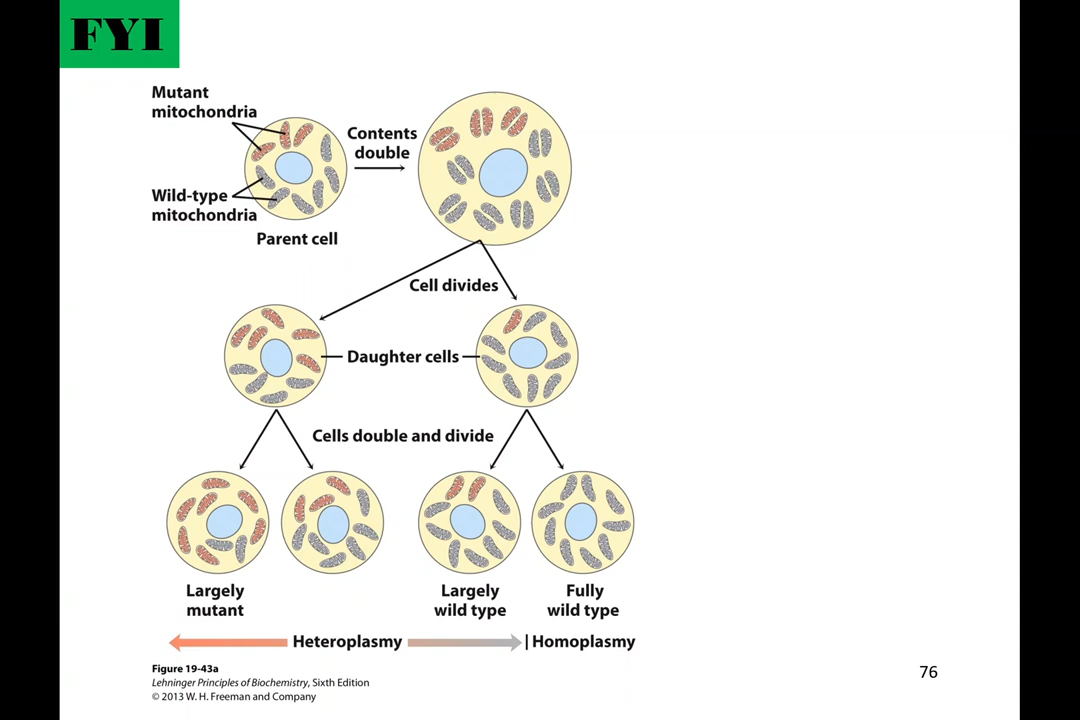 FYI
Mutant
mitochondria
Contents
double
Wild-type
mitochondria
Parent cell
Cell divides
Daughter cells
Cells double and divide
Largely
mutant
Largely
wild type
Fully
wild type
Heteroplasmy
Homoplasmy
Figure 19-43a
Lehninger Principles of Biochemistry, Sixth Edition
© 2013 W. H. Freeman and Company
76